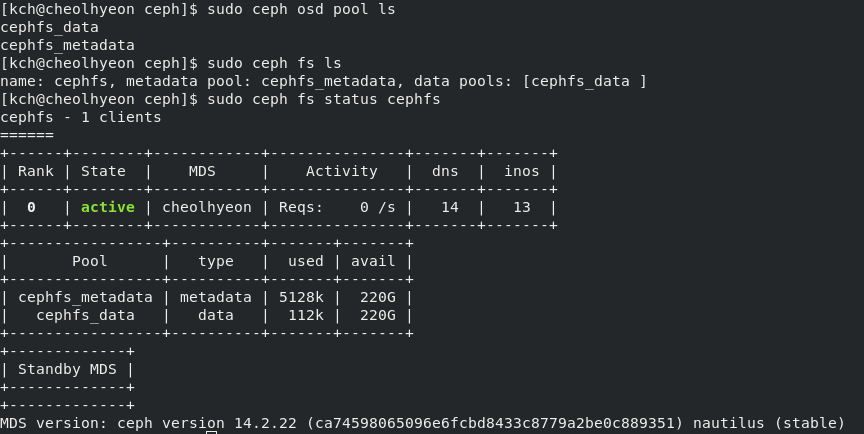 [kch@cheolhyeon ceph]$ sudo ceph osd pool ls
cephfs_data
cephfs_metadata
[kch@cheolhyeon ceph]$ sudo ceph fs ls
name: cephfs, metadata pool: cephfs_metadata, data pools: [cephfs_data ]
[kch@cheolhyeon ceph]$ sudo ceph fs status cephfs
cephfs - 1 clients
======
+------+--------+------------+---------------+-------+-------+
| Rank | State  |    MDS     |    Activity   |  dns  |  inos |
+------+--------+------------+---------------+-------+-------+
|  0   | active | cheolhyeon | Reqs:    0 /s |   14  |   13  |
+------+--------+------------+---------------+-------+-------+
+-----------------+----------+-------+-------+
|       Pool      |   type   |  used | avail |
+-----------------+----------+-------+-------+
| cephfs_metadata | metadata | 5128k |  220G |
|   cephfs_data   |   data   |  112k |  220G |
+-----------------+----------+-------+-------+
+-------------+
| Standby MDS |
+-------------+
+-------------+
MDS version: ceph version 14.2.22 (ca74598065096e6fcbd8433c8779a2be0c889351) nautilus (stable)